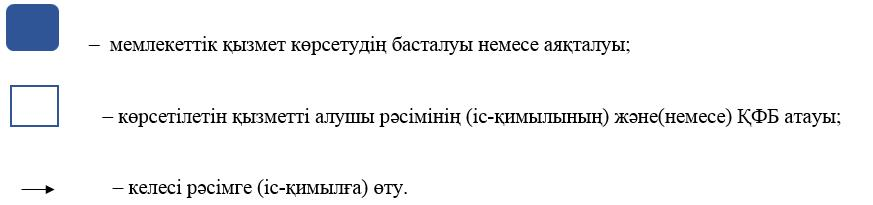 – мемлекеттік қызмет көрсетудің басталуы немесе аяқталуы;
– көрсетілетін қызметті алушы рәсімінің (іс-қимылының) және(немесе) ҚФБ атауы;
– келесі рәсімге (іс-қимылға) өту.